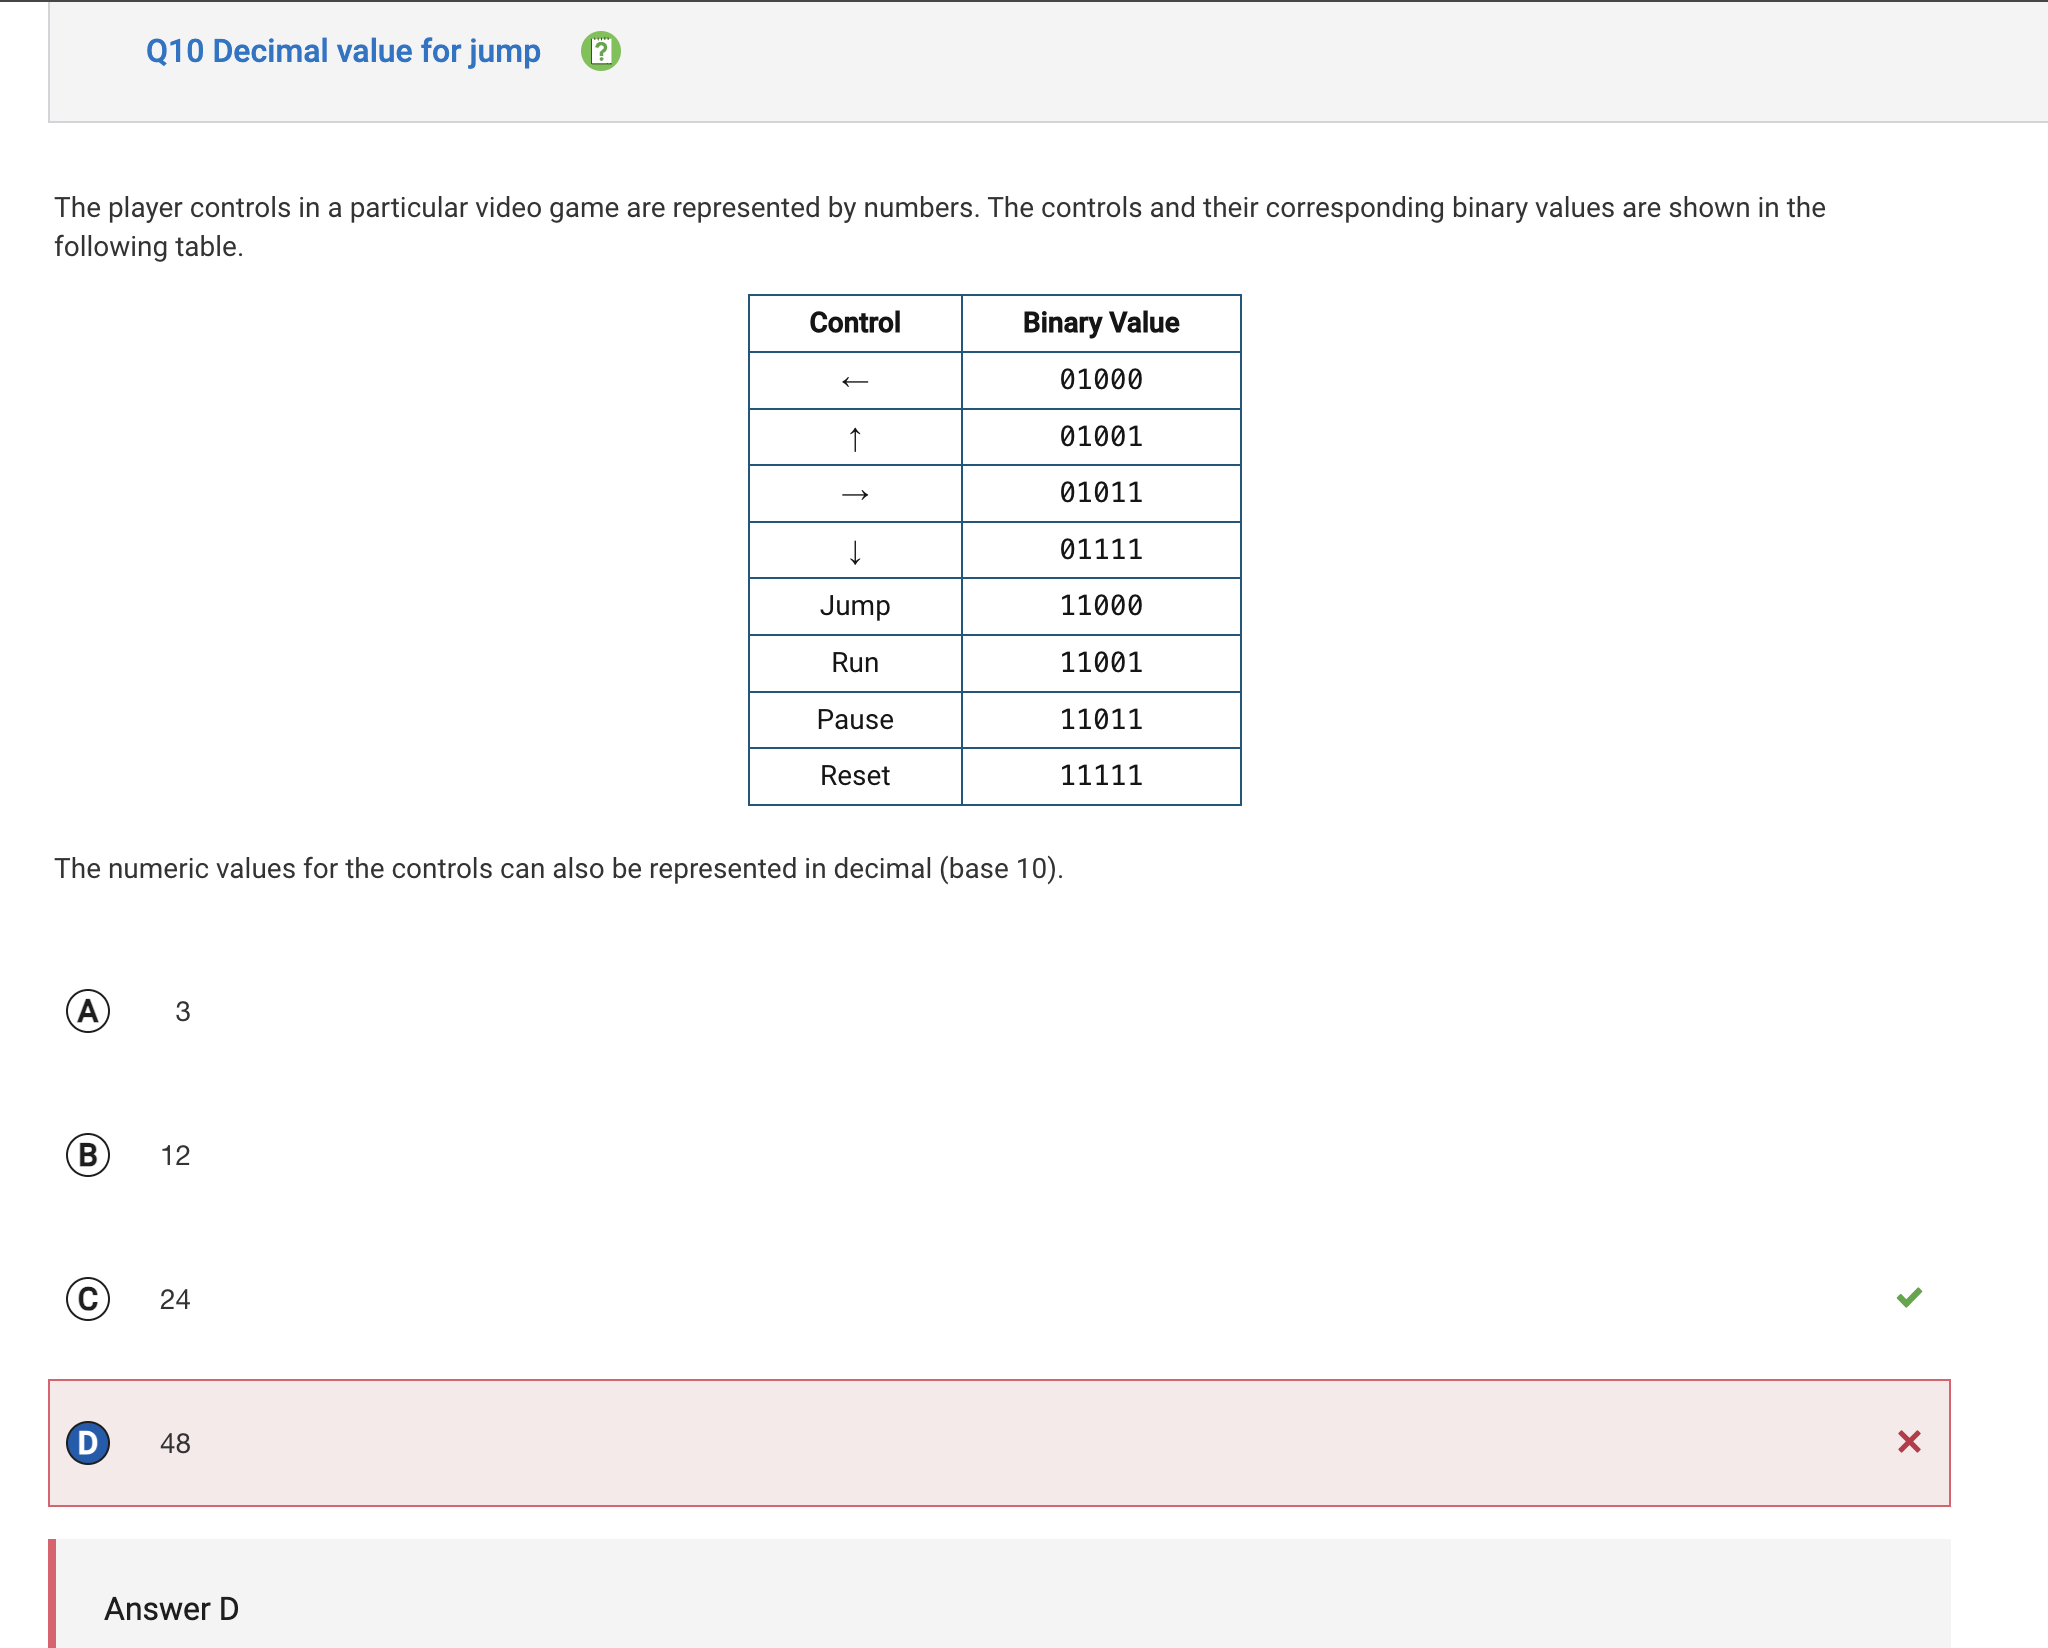 Q10 Decimal value for jump
The player controls in a particular video game are represented by numbers. The controls and their corresponding binary values are shown in the
following table.
Control Binary Value
← 01000
↑ 01001
→ 01011
↓ 01111
Jump 11000
Run 11001
Pause 11011
Reset 11111
The numeric values for the controls can also be represented in decimal (base 10).
A 3
B 12
C 24
D 48
Answer D